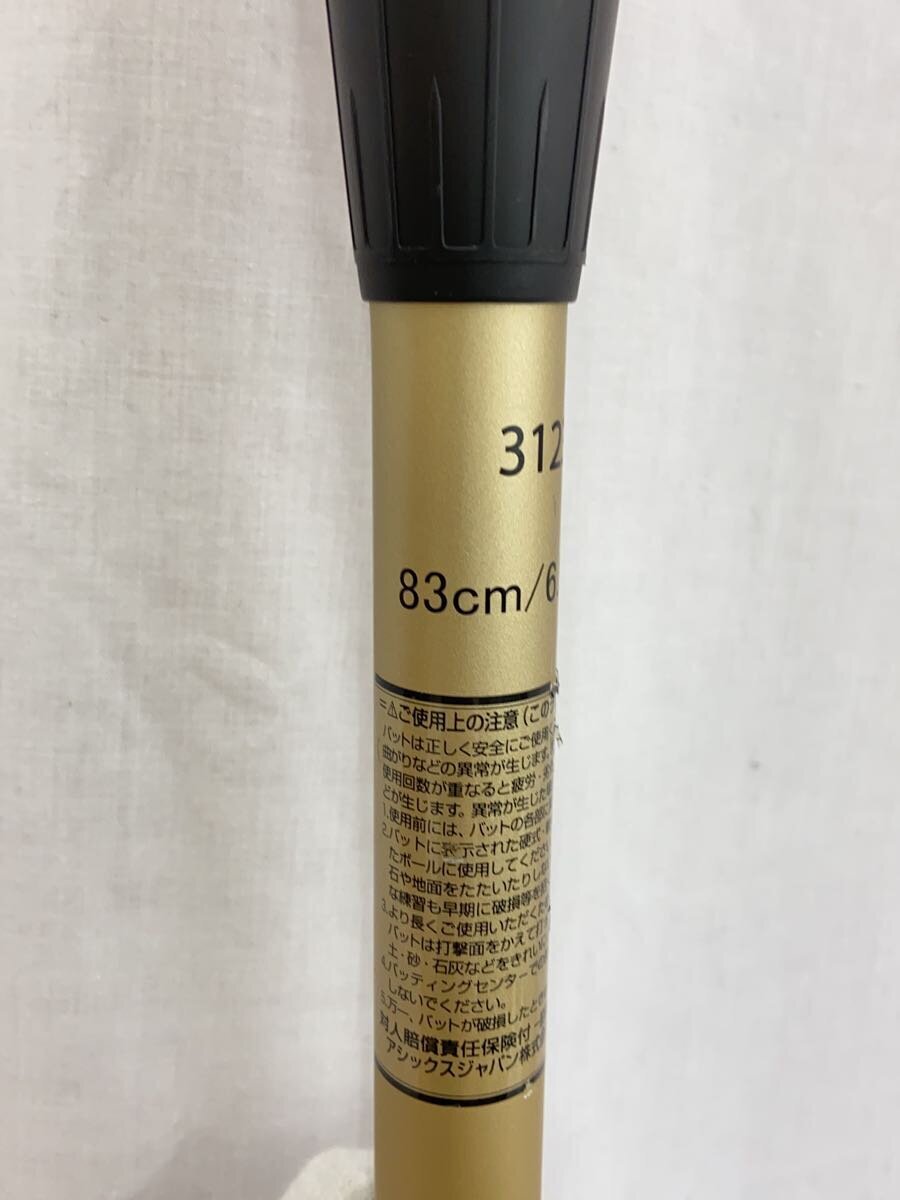 312
83cm/6
=⚠ご使用上の注意(この
バットは正しく安全にご使用
曲がりなどの異常が生じます。
使用回数が重なると疲労・
どが生じます。異常が生じた
1.使用前には、バットの各部に
2.バットに表示された硬式・
たボールに使用してください
石や地面をたたいたりしな
な練習も早期に破損等を
3.より長くご使用いただくため
バットは打撃面をかえて打
土・砂・石灰などをきれいに
4.バッティングセンターでの
しないでください。
5.万一、バットが破損したとき
対人賠償責任保険付
アシックスジャパン株式